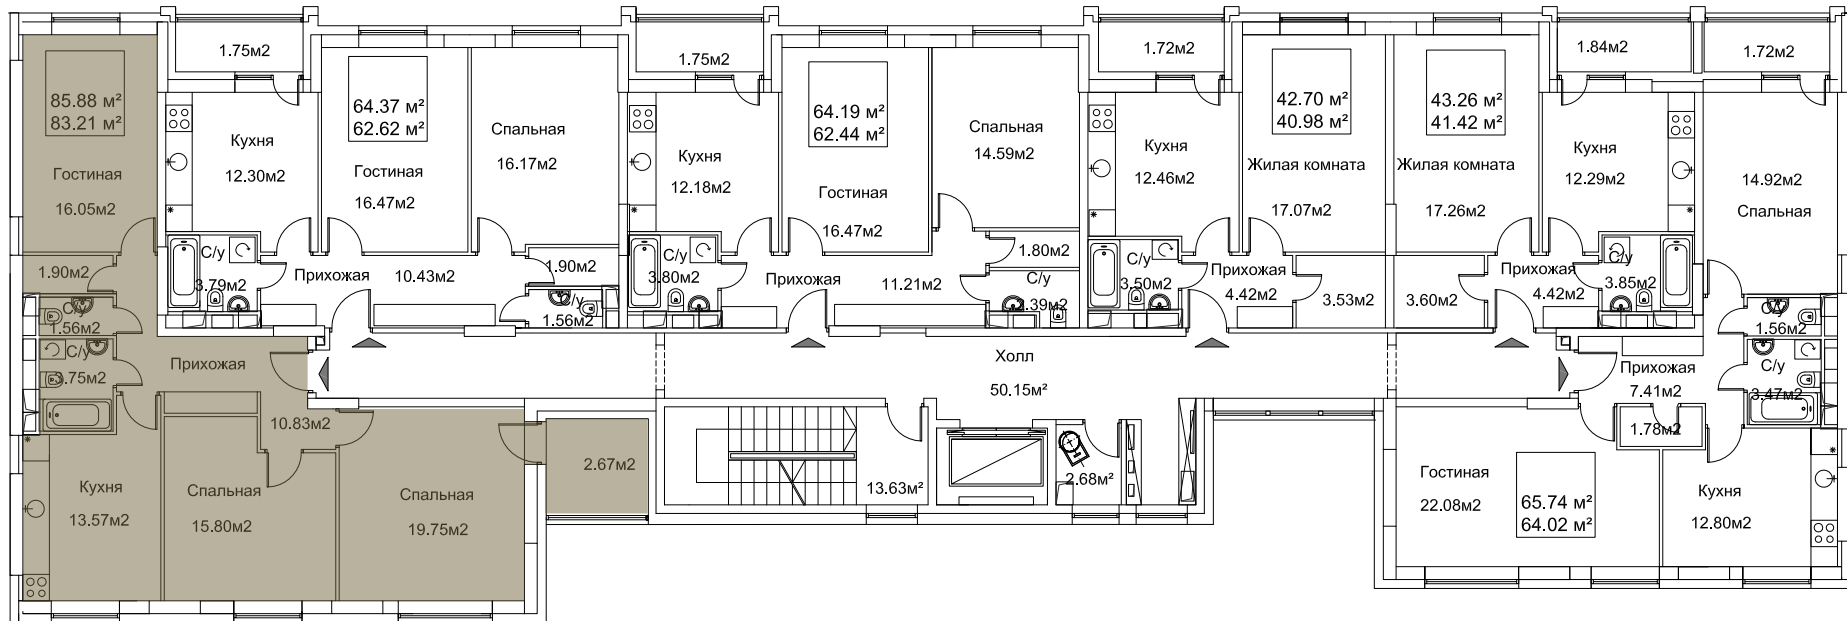 85.88 м²
83.21 м²
Гостиная
16.05м2
1.90м2
С/у
1.56м2
С/у
Прихожая
10.83м2
Кухня
13.57м2
Спальная
15.80м2
Спальная
19.75м2
2.67м2
1.75м2
Кухня
12.30м2
64.37 м²
62.62 м²
Гостиная
16.47м2
Спальная
16.17м2
С/у
3.79м2
Прихожая
10.43м2
1.90м2
С/у
1.56м2
1.75м2
Кухня
12.18м2
64.19 м²
62.44 м²
Гостиная
16.47м2
Спальная
14.59м2
С/у
3.80м2
Прихожая
11.21м2
1.80м2
С/у
1.72м2
Кухня
12.46м2
42.70 м²
40.98 м²
Жилая комната
17.07м2
С/у
3.50м2
Прихожая
4.42м2
3.53м2
43.26 м²
41.42 м²
Жилая комната
17.26м2
1.84м2
Кухня
12.29м2
3.60м2
Прихожая
4.42м2
С/у
3.85м2
1.72м2
14.92м2
Спальная
С/у
1.56м2
С/у
3.47м2
Прихожая
7.41м2
1.78м2
Гостиная
22.08м2
65.74 м²
64.02 м²
Кухня
12.80м2
Холл
50.15м²
13.63м²
2.68м²